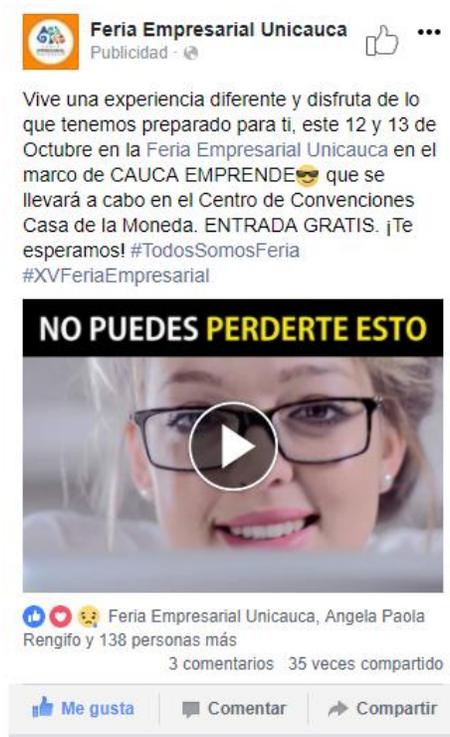 Feria Empresarial Unicauca
Publicidad ·
Vive una experiencia diferente y disfruta de lo
que tenemos preparado para ti, este 12 y 13 de
Octubre en la Feria Empresarial Unicauca en el
marco de CAUCA EMPRENDE😎 que se
llevará a cabo en el Centro de Convenciones
Casa de la Moneda. ENTRADA GRATIS. ¡Te
esperamos! #TodosSomosFeria
#XVFeriaEmpresarial
NO PUEDES PERDERTE ESTO
Feria Empresarial Unicauca, Angela Paola
Rengifo y 138 personas más
3 comentarios 35 veces compartido
Me gusta Comentar Compartir